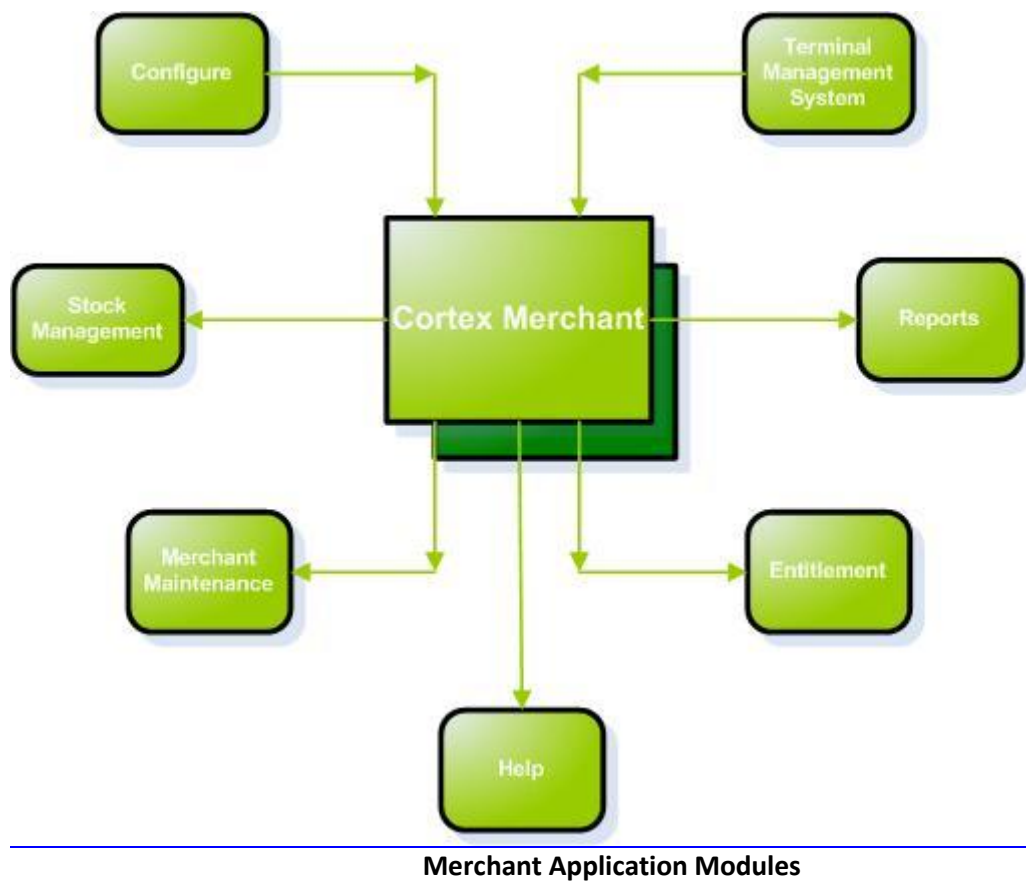 Configure
Terminal
Management
System
Stock
Management
Cortex Merchant
Reports
Merchant
Maintenance
Entitlement
Help
Merchant Application Modules